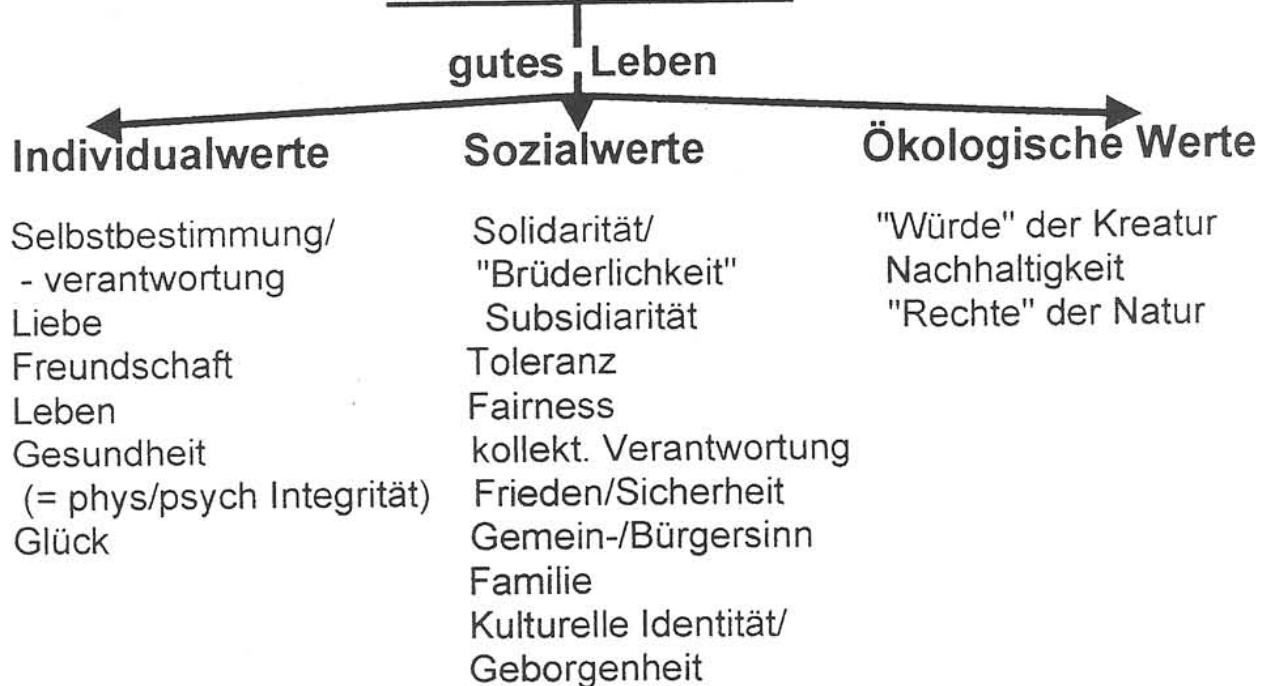 gutes Leben
Individualwerte
Selbstbestimmung/
- verantwortung
Liebe
Freundschaft
Leben
Gesundheit
(= phys/psych Integrität)
Glück
Sozialwerte
Solidarität/
"Brüderlichkeit"
Subsidiarität
Toleranz
Fairness
kollekt. Verantwortung
Frieden/Sicherheit
Gemein-/Bürgersinn
Familie
Kulturelle Identität/
Geborgenheit
Ökologische Werte
"Würde" der Kreatur
Nachhaltigkeit
"Rechte" der Natur